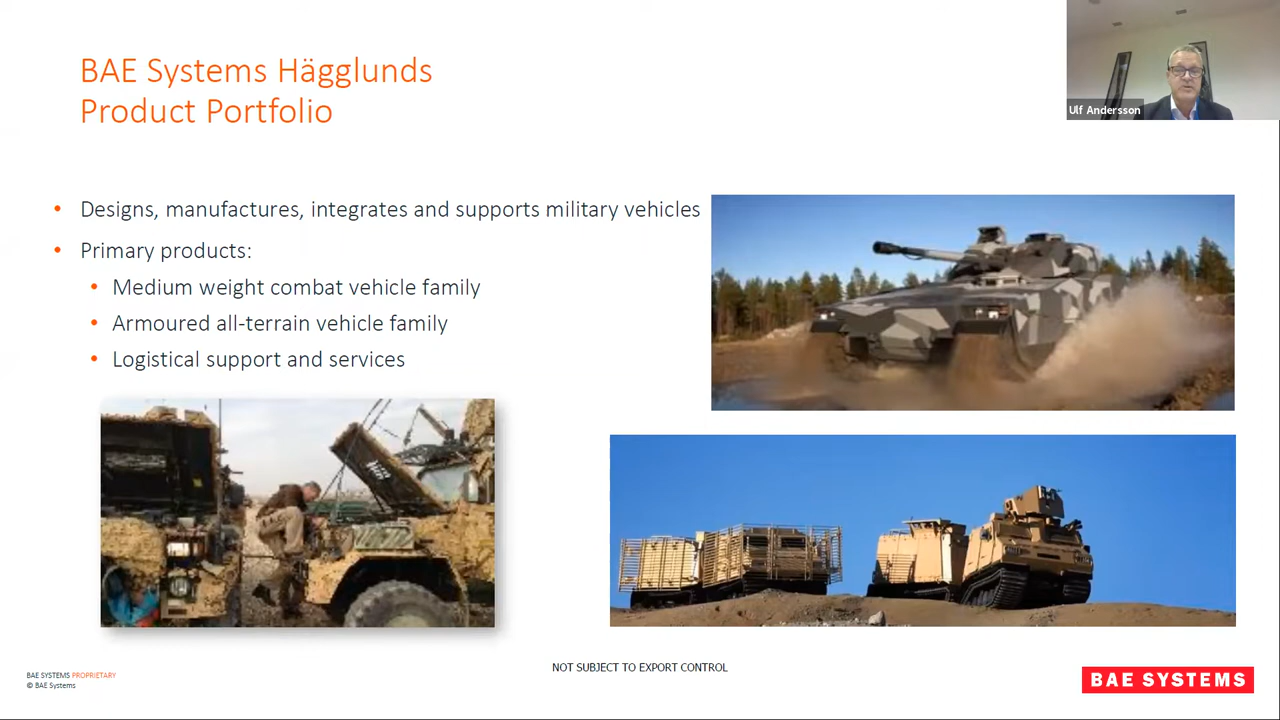 BAE Systems Hägglunds
Product Portfolio
Ulf Andersson
• Designs, manufactures, integrates and supports military vehicles
• Primary products:
• Medium weight combat vehicle family
• Armoured all-terrain vehicle family
• Logistical support and services
NOT SUBJECT TO EXPORT CONTROL
BAE SYSTEMS PROPRIETARY
© BAE Systems
BAE SYSTEMS